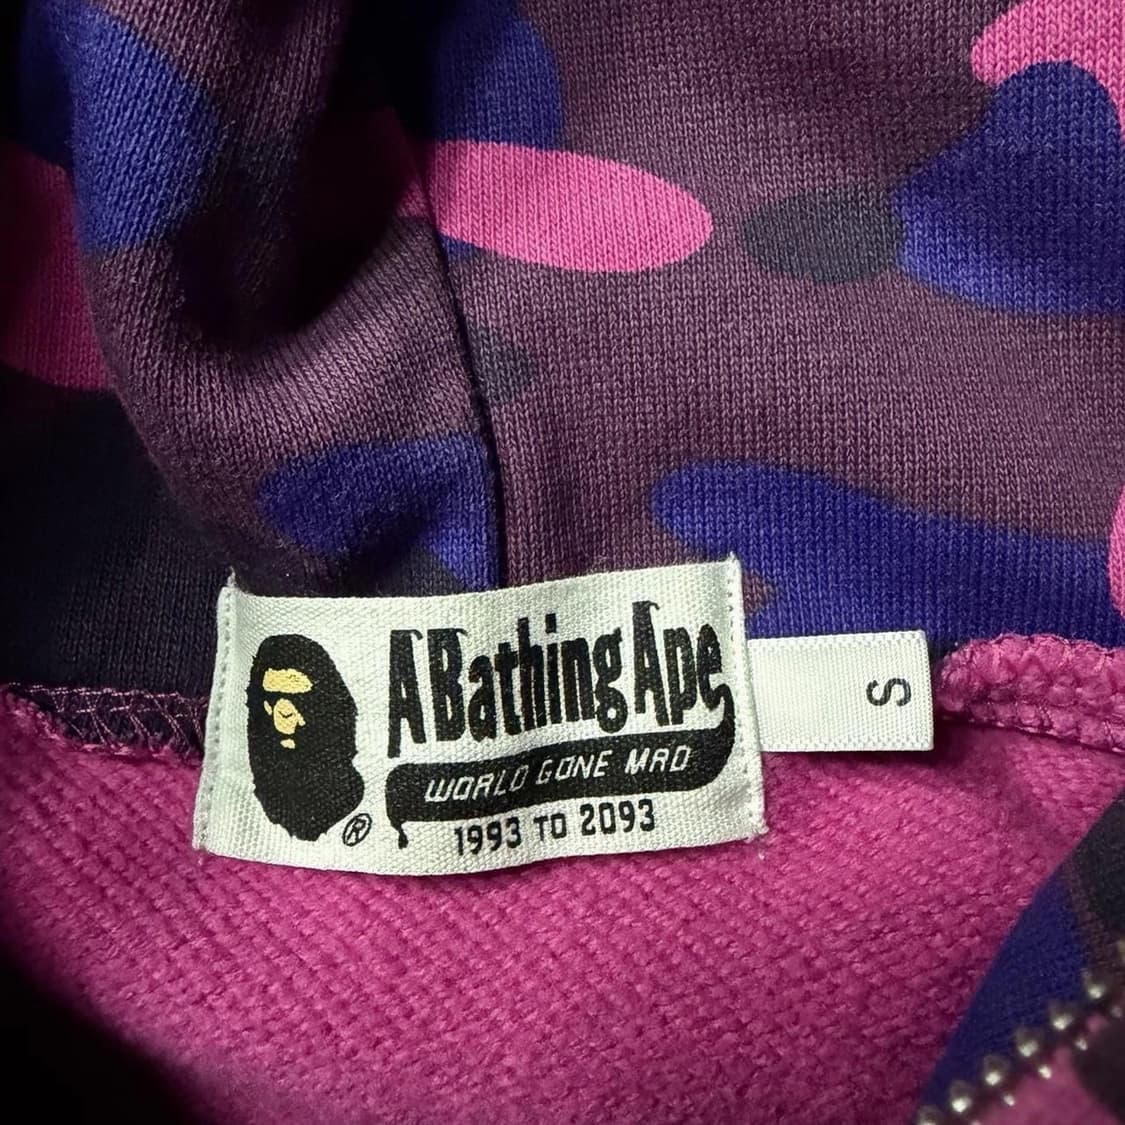 A Bathing Ape
WORLD GONE MAD
®
1993 TO 2093
S